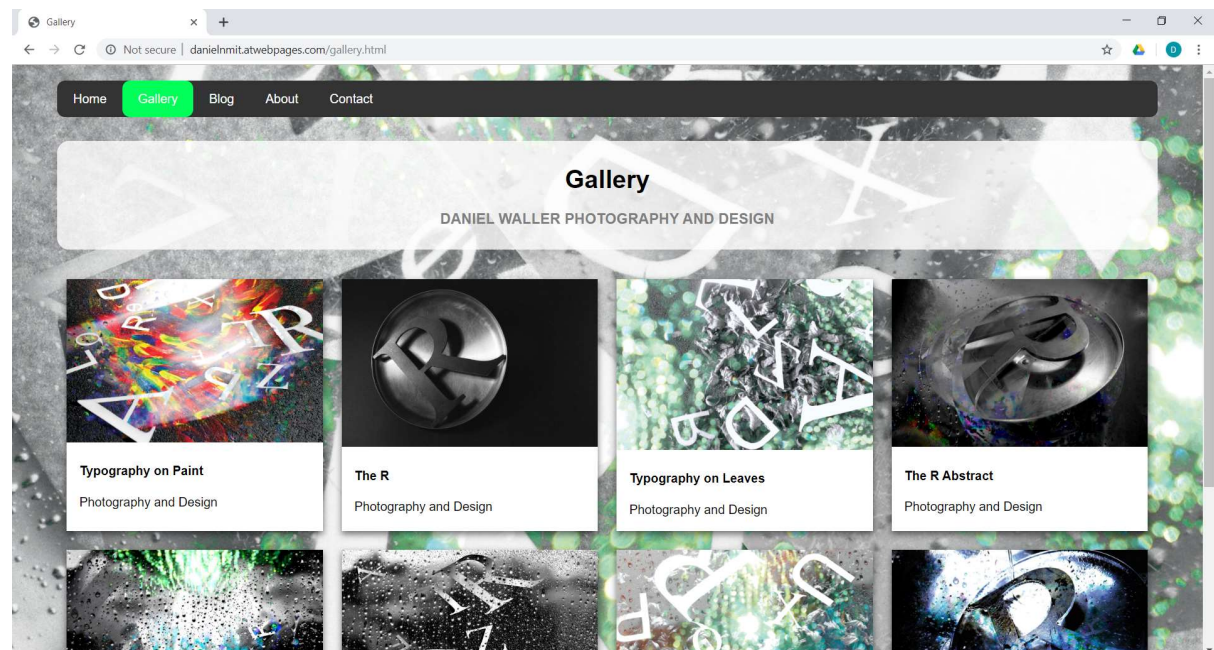 Gallery
Not secure | danielnmit.atwebpages.com/gallery.html
D
Home Gallery Blog About Contact
Gallery
DANIEL WALLER PHOTOGRAPHY AND DESIGN
Typography on Paint
Photography and Design
The R
Photography and Design
Typography on Leaves
Photography and Design
The R Abstract
Photography and Design